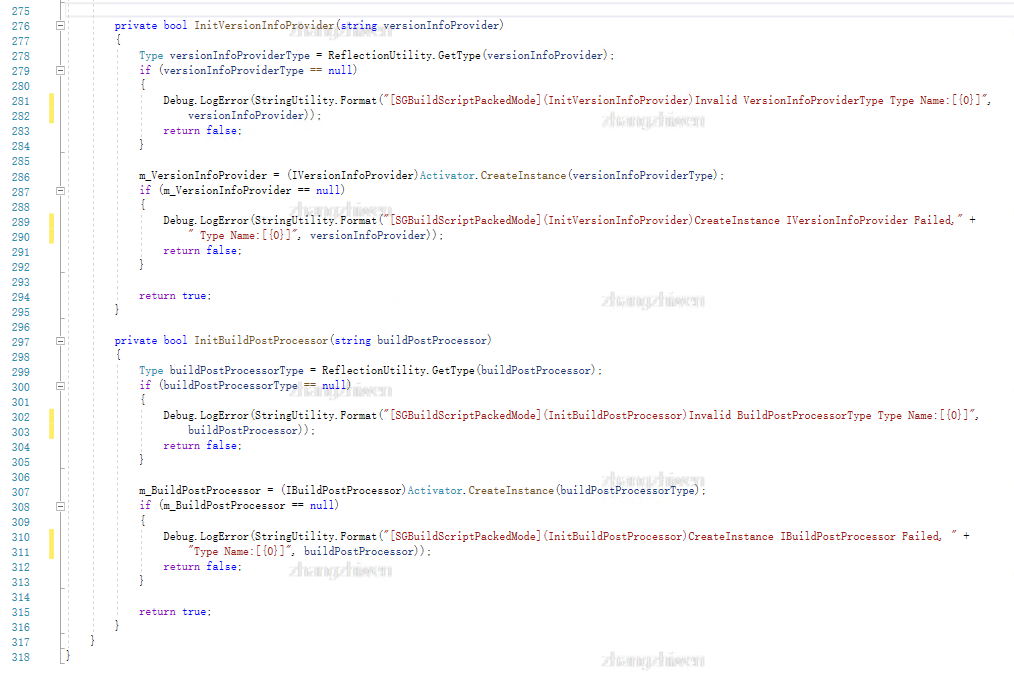 275
276 private bool InitVersionInfoProvider(string versionInfoProvider)
277 {
278 Type versionInfoProviderType = ReflectionUtility.GetType(versionInfoProvider);
279 if (versionInfoProviderType == null)
280 {
281 Debug.LogError(StringUtility.Format("[SGBuildScriptPackedMode](InitVersionInfoProvider)Invalid VersionInfoProviderType Type Name:[{0}]",
282 versionInfoProvider));
283 return false;
284 }
285
286 m_VersionInfoProvider = (IVersionInfoProvider)Activator.CreateInstance(versionInfoProviderType);
287 if (m_VersionInfoProvider == null)
288 {
289 Debug.LogError(StringUtility.Format("[SGBuildScriptPackedMode](InitVersionInfoProvider)CreateInstance IVersionInfoProvider Failed," +
290 " Type Name:[{0}]", versionInfoProvider));
291 return false;
292 }
293
294 return true;
295 }
296
297 private bool InitBuildPostProcessor(string buildPostProcessor)
298 {
299 Type buildPostProcessorType = ReflectionUtility.GetType(buildPostProcessor);
300 if (buildPostProcessorType == null)
301 {
302 Debug.LogError(StringUtility.Format("[SGBuildScriptPackedMode](InitBuildPostProcessor)Invalid BuildPostProcessorType Type Name:[{0}]",
303 buildPostProcessor));
304 return false;
305 }
306
307 m_BuildPostProcessor = (IBuildPostProcessor)Activator.CreateInstance(buildPostProcessorType);
308 if (m_BuildPostProcessor == null)
309 {
310 Debug.LogError(StringUtility.Format("[SGBuildScriptPackedMode](InitBuildPostProcessor)CreateInstance IBuildPostProcessor Failed, " +
311 "Type Name:[{0}]", buildPostProcessor));
312 return false;
313 }
314
315 return true;
316 }
317 }
318 }